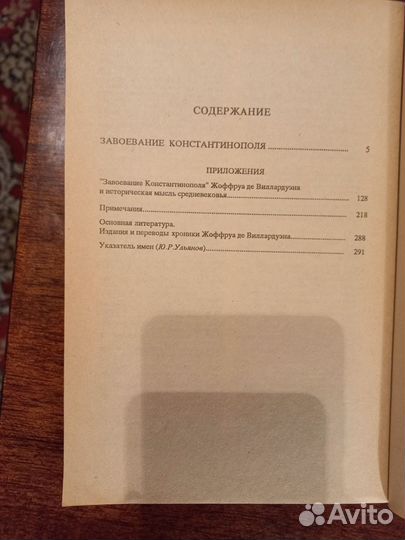 СОДЕРЖАНИЕ
ЗАВОЕВАНИЕ КОНСТАНТИНОПОЛЯ ........................ 5
ПРИЛОЖЕНИЯ
"Завоевание Константинополя" Жоффруа де Виллардуэна
и историческая мысль средневековья ........................ 128
Примечания ........................ 218
Основная литература.
Издания и переводы хроники Жоффруа де Виллардуэна ........................ 288
Указатель имен (Ю.Р.Ульянов) ........................ 291
Avito